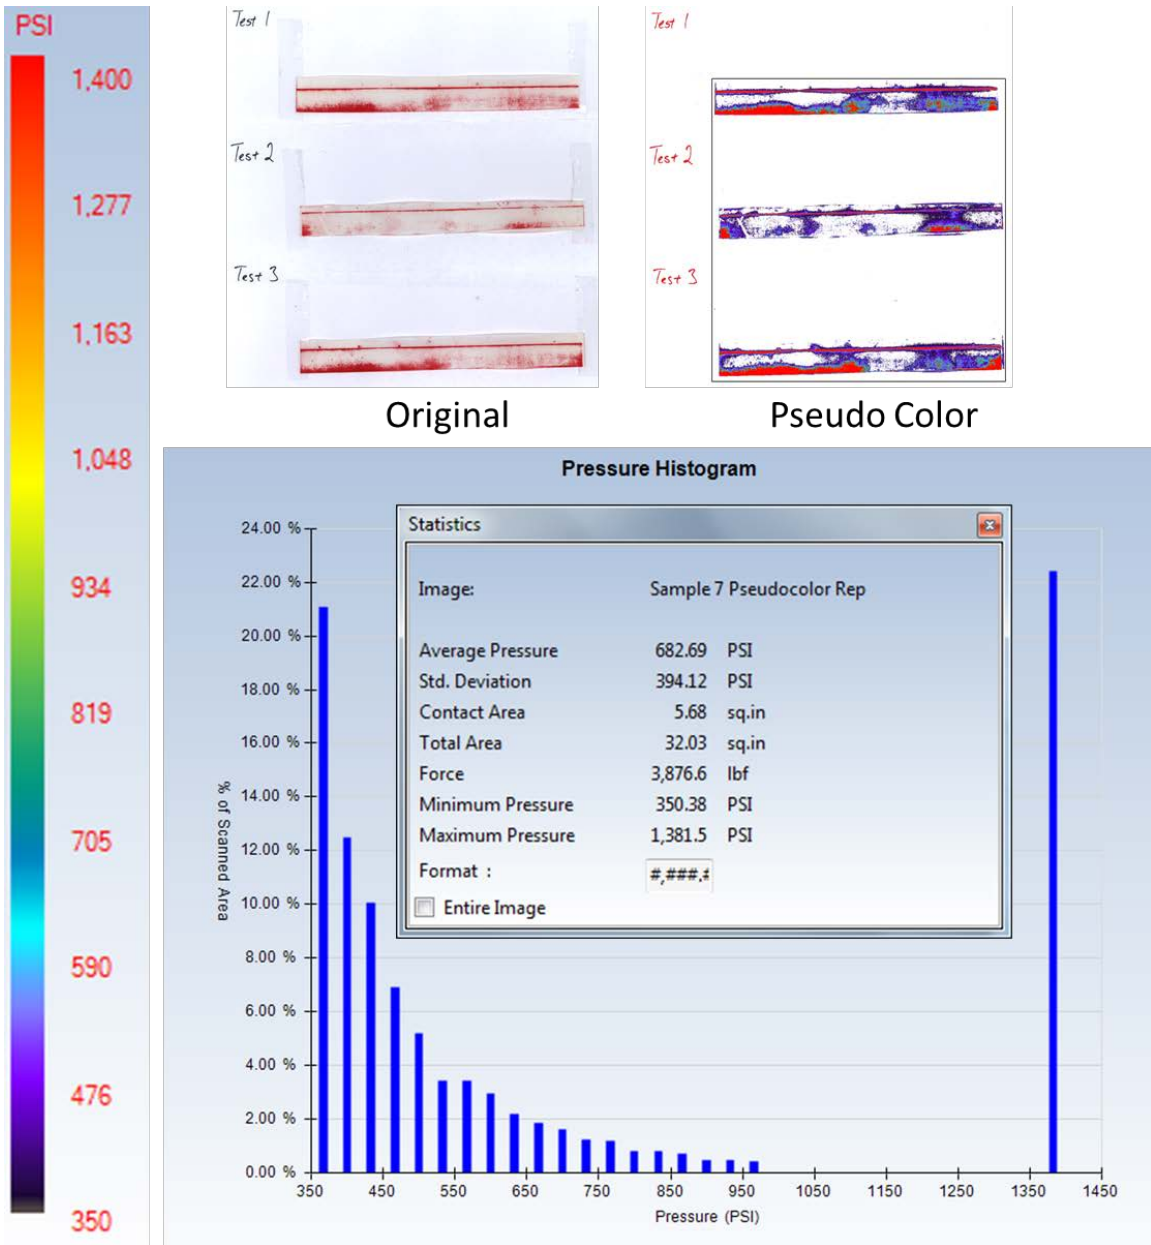 PSI
1,400
1,277
1,163
1,048
934
819
705
590
476
350
Test 1
Test 2
Test 3
Original
Test 1
Test 2
Test 3
Pseudo Color
Pressure Histogram
% of Scanned Area
24.00 %
22.00 %
20.00 %
18.00 %
16.00 %
14.00 %
12.00 %
10.00 %
8.00 %
6.00 %
4.00 %
2.00 %
0.00 %
350 450 550 650 750 850 950 1050 1150 1250 1350 1450
Pressure (PSI)
Statistics
Image: Sample 7 Pseudocolor Rep
Average Pressure 682.69 PSI
Std. Deviation 394.12 PSI
Contact Area 5.68 sq.in
Total Area 32.03 sq.in
Force 3,876.6 lbf
Minimum Pressure 350.38 PSI
Maximum Pressure 1,381.5 PSI
Format : #,###.#
Entire Image